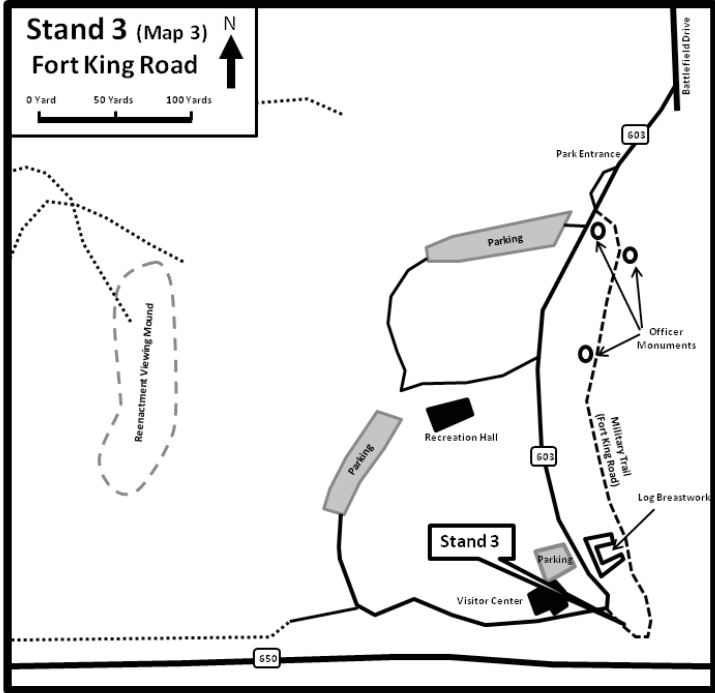 Stand 3 (Map 3)
N
Fort King Road
0 Yard 50 Yards 100 Yards
Battlefield Drive
603
Park Entrance
Parking
Officer
Monuments
Reenactment Viewing Mound
Recreation Hall
Parking
Military Trail
(Fort King Road)
603
Log Breastwork
Stand 3
Parking
Visitor Center
650